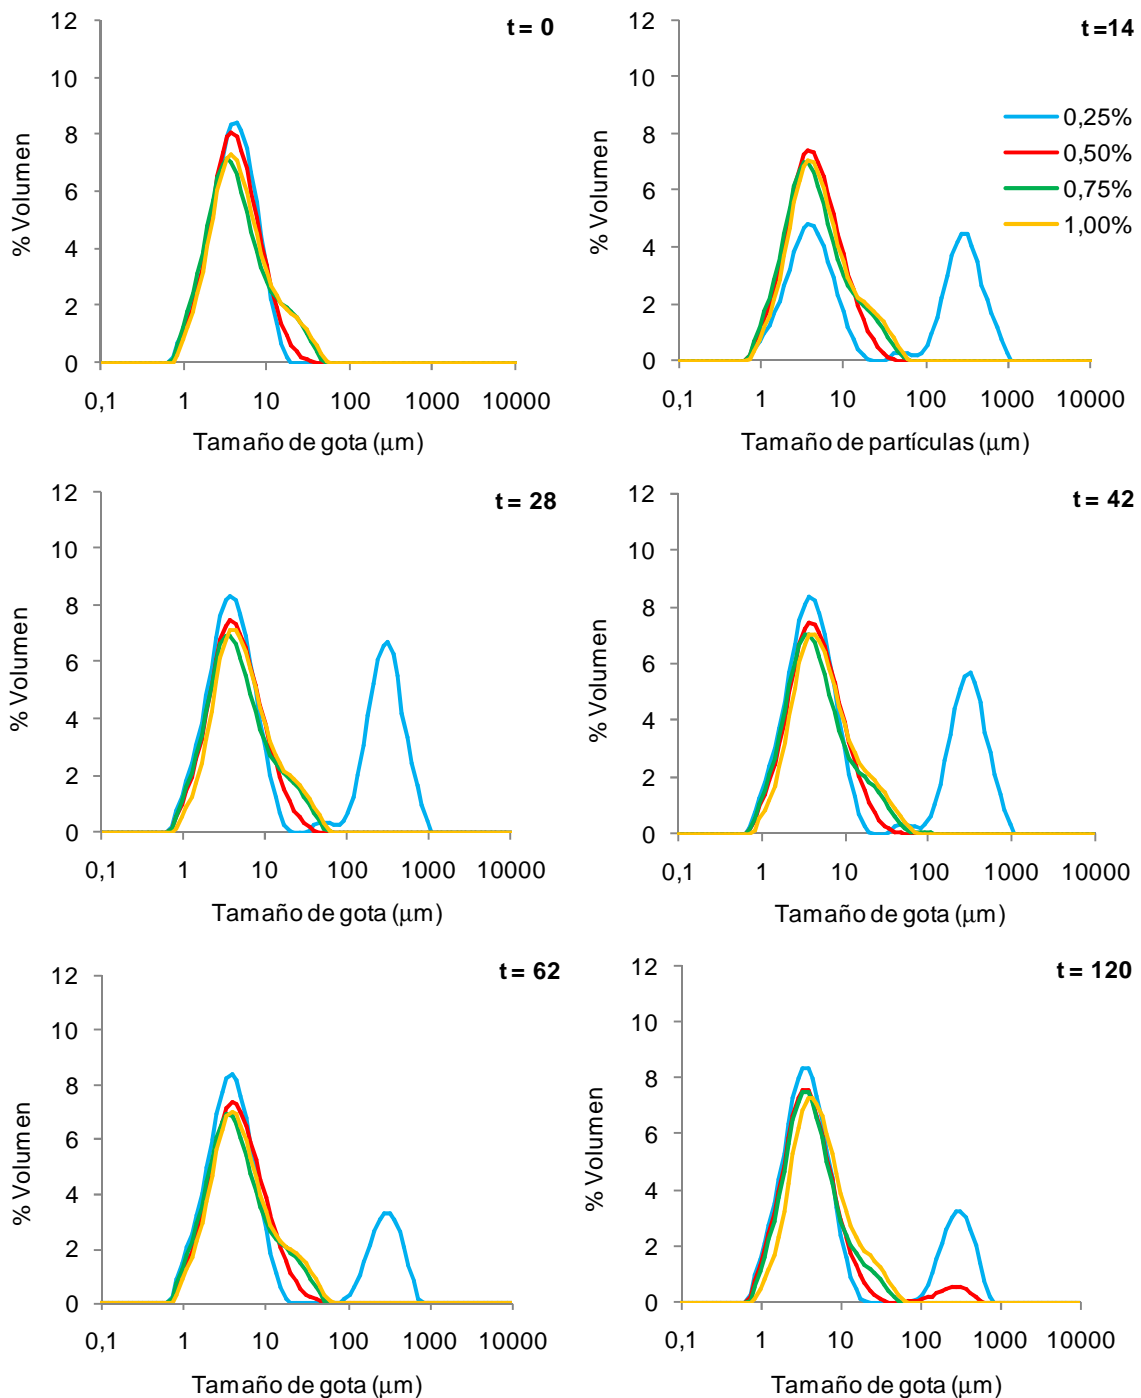 t = 0
12
10
8
6
4
2
0
% Volumen
0,1 1 10 100 1000 10000
Tamaño de gota (µm)
t =14
12
10
8
6
4
2
0
% Volumen
0,25%
0,50%
0,75%
1,00%
0,1 1 10 100 1000 10000
Tamaño de partículas (µm)
t = 28
12
10
8
6
4
2
0
% Volumen
0,1 1 10 100 1000 10000
Tamaño de gota (µm)
t = 42
12
10
8
6
4
2
0
% Volumen
0,1 1 10 100 1000 10000
Tamaño de gota (µm)
t = 62
12
10
8
6
4
2
0
% Volumen
0,1 1 10 100 1000 10000
Tamaño de gota (µm)
t = 120
12
10
8
6
4
2
0
% Volumen
0,1 1 10 100 1000 10000
Tamaño de gota (µm)